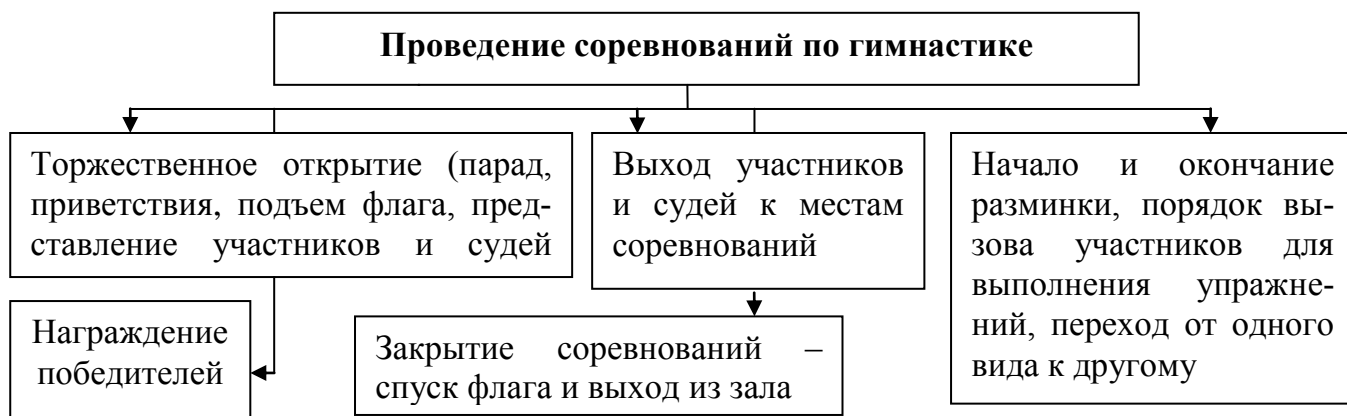 Проведение соревнований по гимнастике
Торжественное открытие (парад,
приветствия, подъем флага, пред-
ставление участников и судей
Выход участников
и судей к местам
соревнований
Начало и окончание
разминки, порядок вы-
зова участников для
выполнения упражне-
ний, переход от одного
вида к другому
Награждение
победителей
Закрытие соревнований –
спуск флага и выход из зала